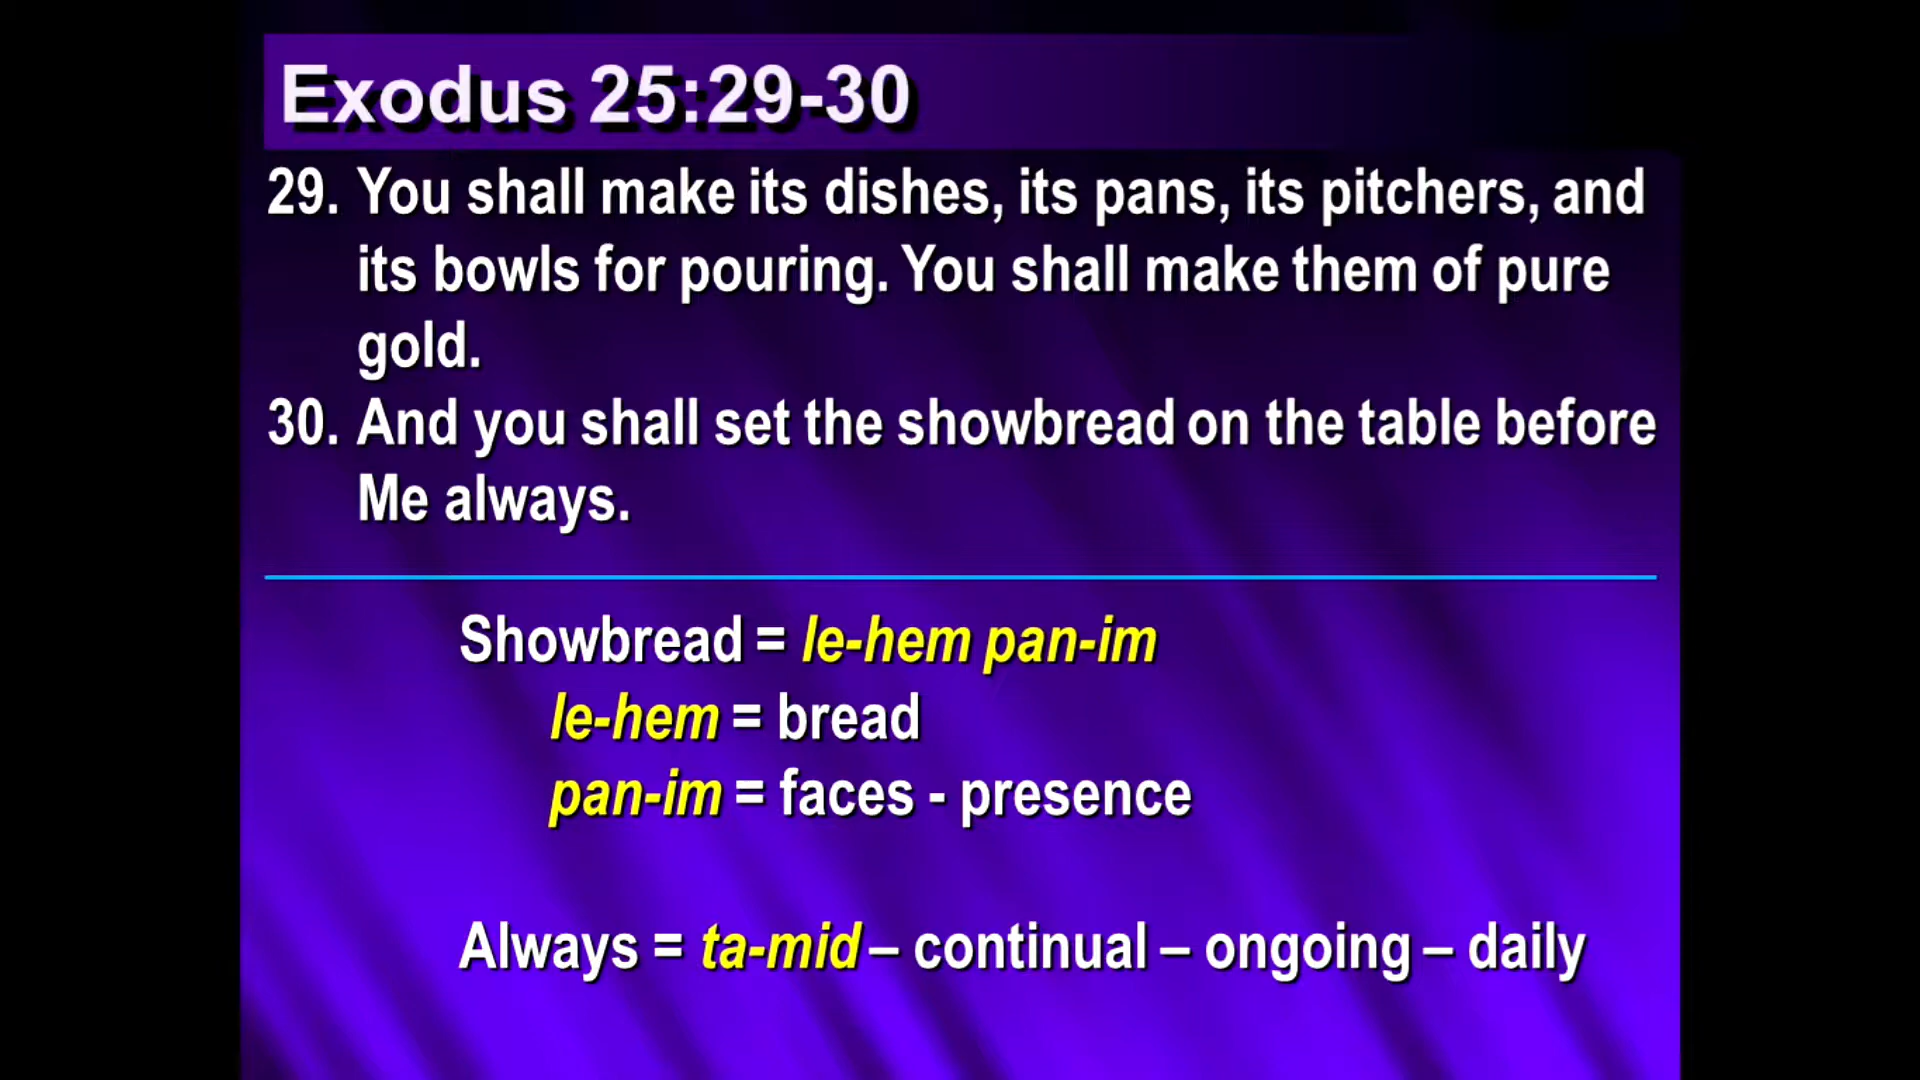 Exodus 25:29-30
29. You shall make its dishes, its pans, its pitchers, and
its bowls for pouring. You shall make them of pure
gold.
30. And you shall set the showbread on the table before
Me always.
Showbread = le-hem pan-im
le-hem = bread
pan-im = faces - presence
Always = ta-mid – continual – ongoing – daily